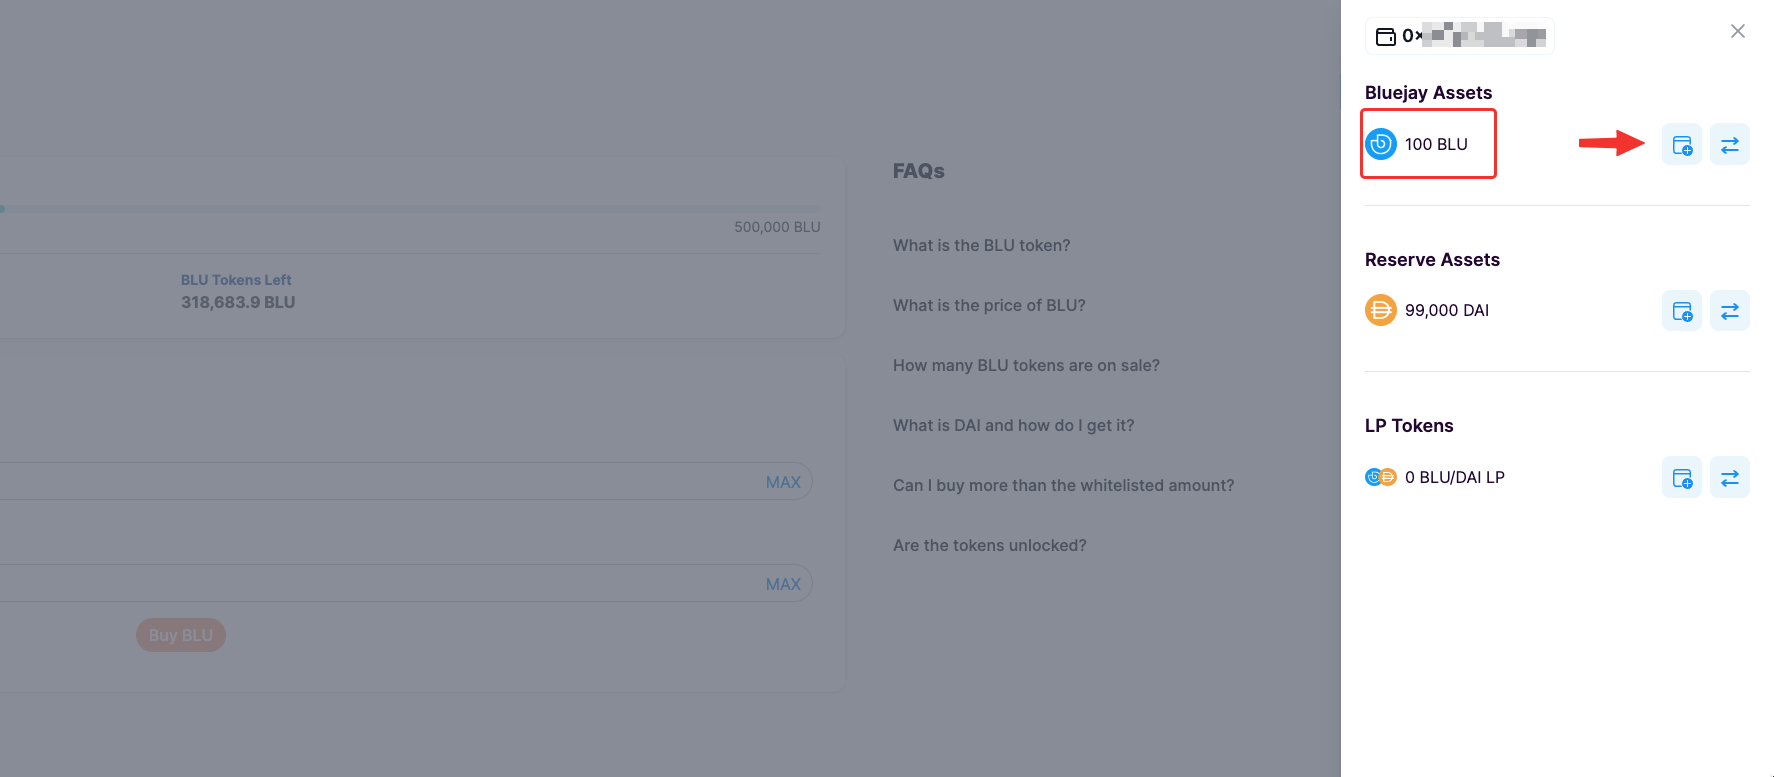 500,000 BLU
BLU Tokens Left
318,683.9 BLU
MAX
MAX
Buy BLU
FAQs
What is the BLU token?
What is the price of BLU?
How many BLU tokens are on sale?
What is DAI and how do I get it?
Can I buy more than the whitelisted amount?
Are the tokens unlocked?
0x
Bluejay Assets
100 BLU
Reserve Assets
99,000 DAI
LP Tokens
0 BLU/DAI LP